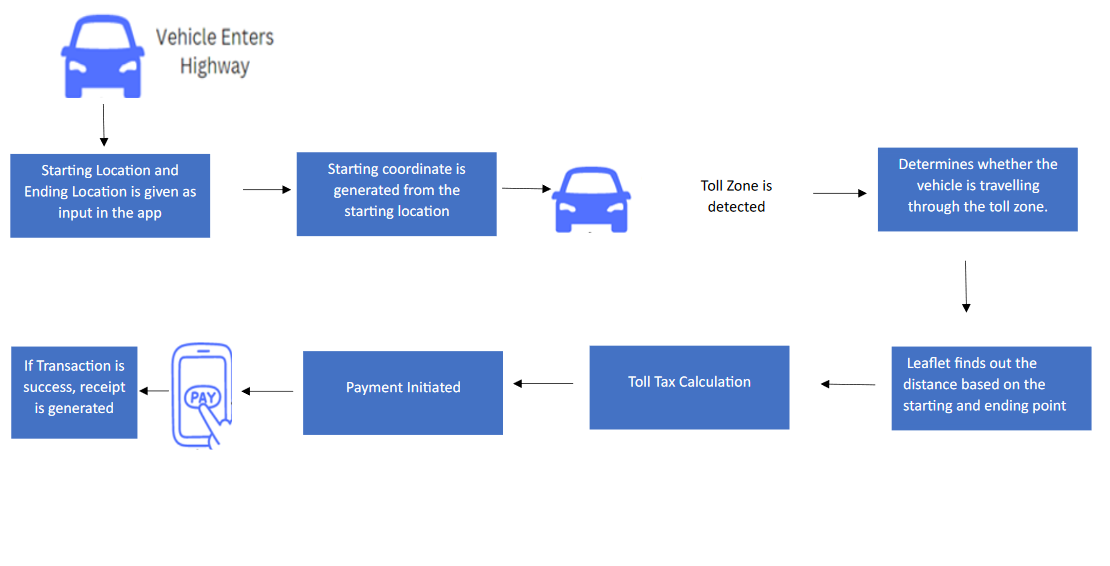 Vehicle Enters
Highway
Starting Location and
Ending Location is given as
input in the app
Starting coordinate is
generated from the
starting location
Toll Zone is
detected
Determines whether the
vehicle is travelling
through the toll zone.
Leaflet finds out the
distance based on the
starting and ending point
Toll Tax Calculation
Payment Initiated
PAY
If Transaction is
success, receipt
is generated